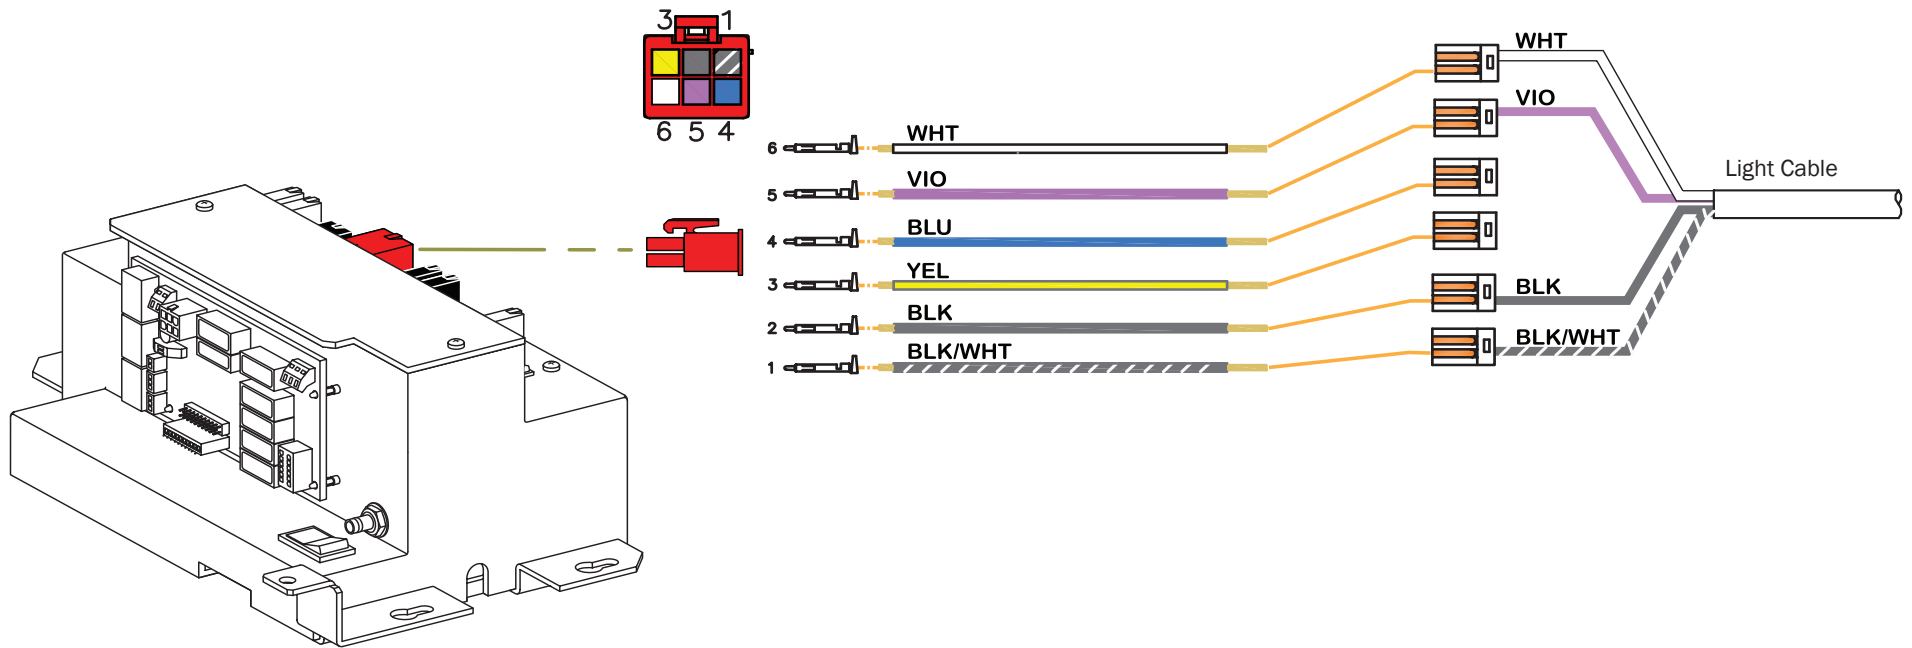 3 1
6 5 4
6 WHT
5 VIO
4 BLU
3 YEL
2 BLK
1 BLK/WHT
WHT
VIO
BLK
BLK/WHT
Light Cable